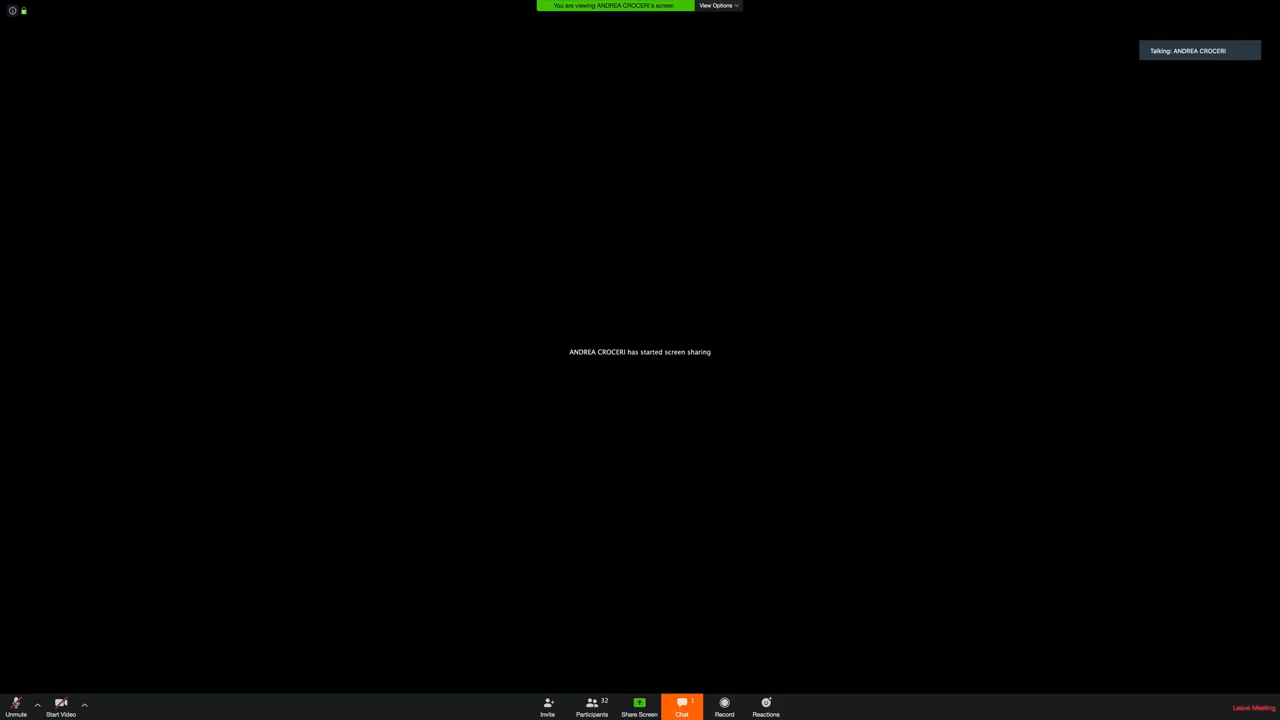 You are viewing ANDREA CROCERI's screen
View Options
Talking: ANDREA CROCERI
ANDREA CROCERI has started screen sharing
Unmute
Start Video
Invite
Participants
32
Share Screen
Chat
1
Record
Reactions
Leave Meeting